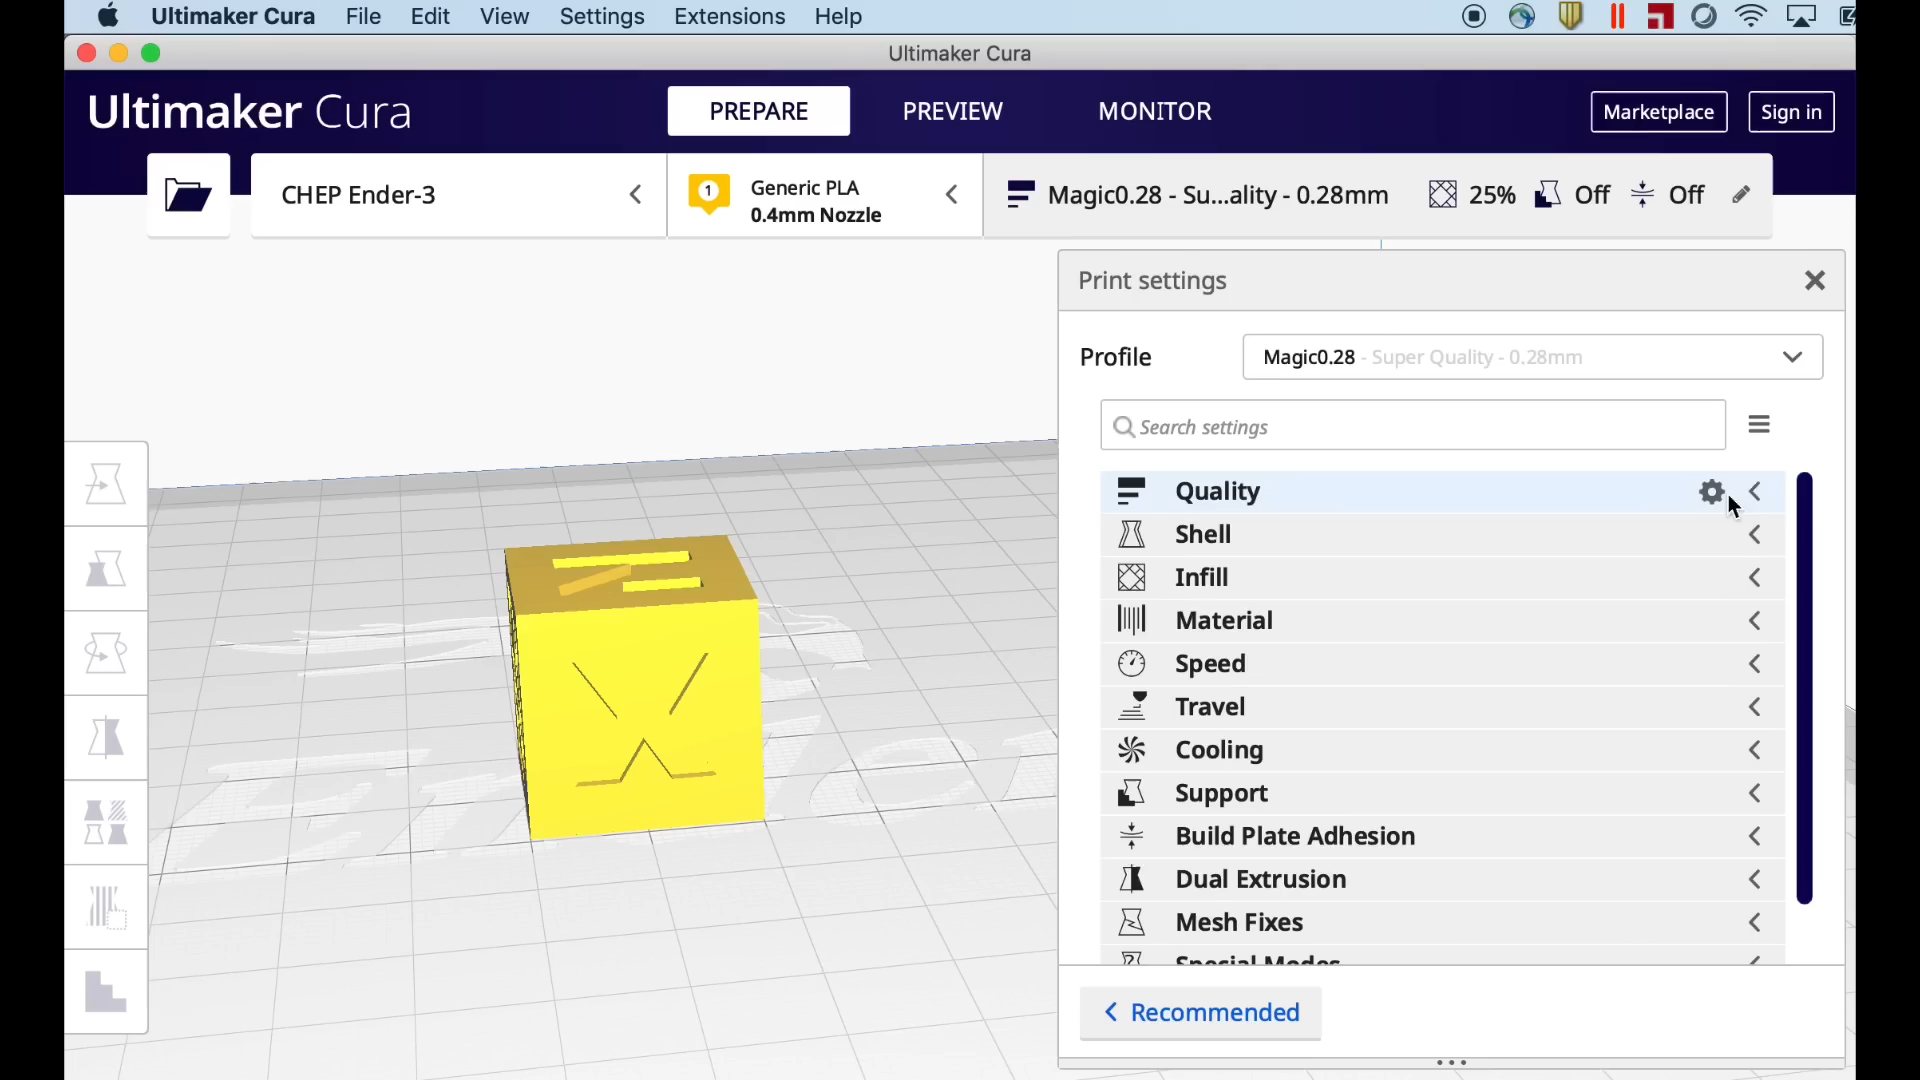 Ultimaker Cura File Edit View Settings Extensions Help
Ultimaker Cura
Ultimaker Cura PREPARE PREVIEW MONITOR Marketplace Sign in
CHEP Ender-3
1 Generic PLA
0.4mm Nozzle
Magic0.28 - Su...ality - 0.28mm 25% Off Off
Print settings
Profile Magic0.28 - Super Quality - 0.28mm
Search settings
Quality
Shell
Infill
Material
Speed
Travel
Cooling
Support
Build Plate Adhesion
Dual Extrusion
Mesh Fixes
Special Modes
Recommended
X